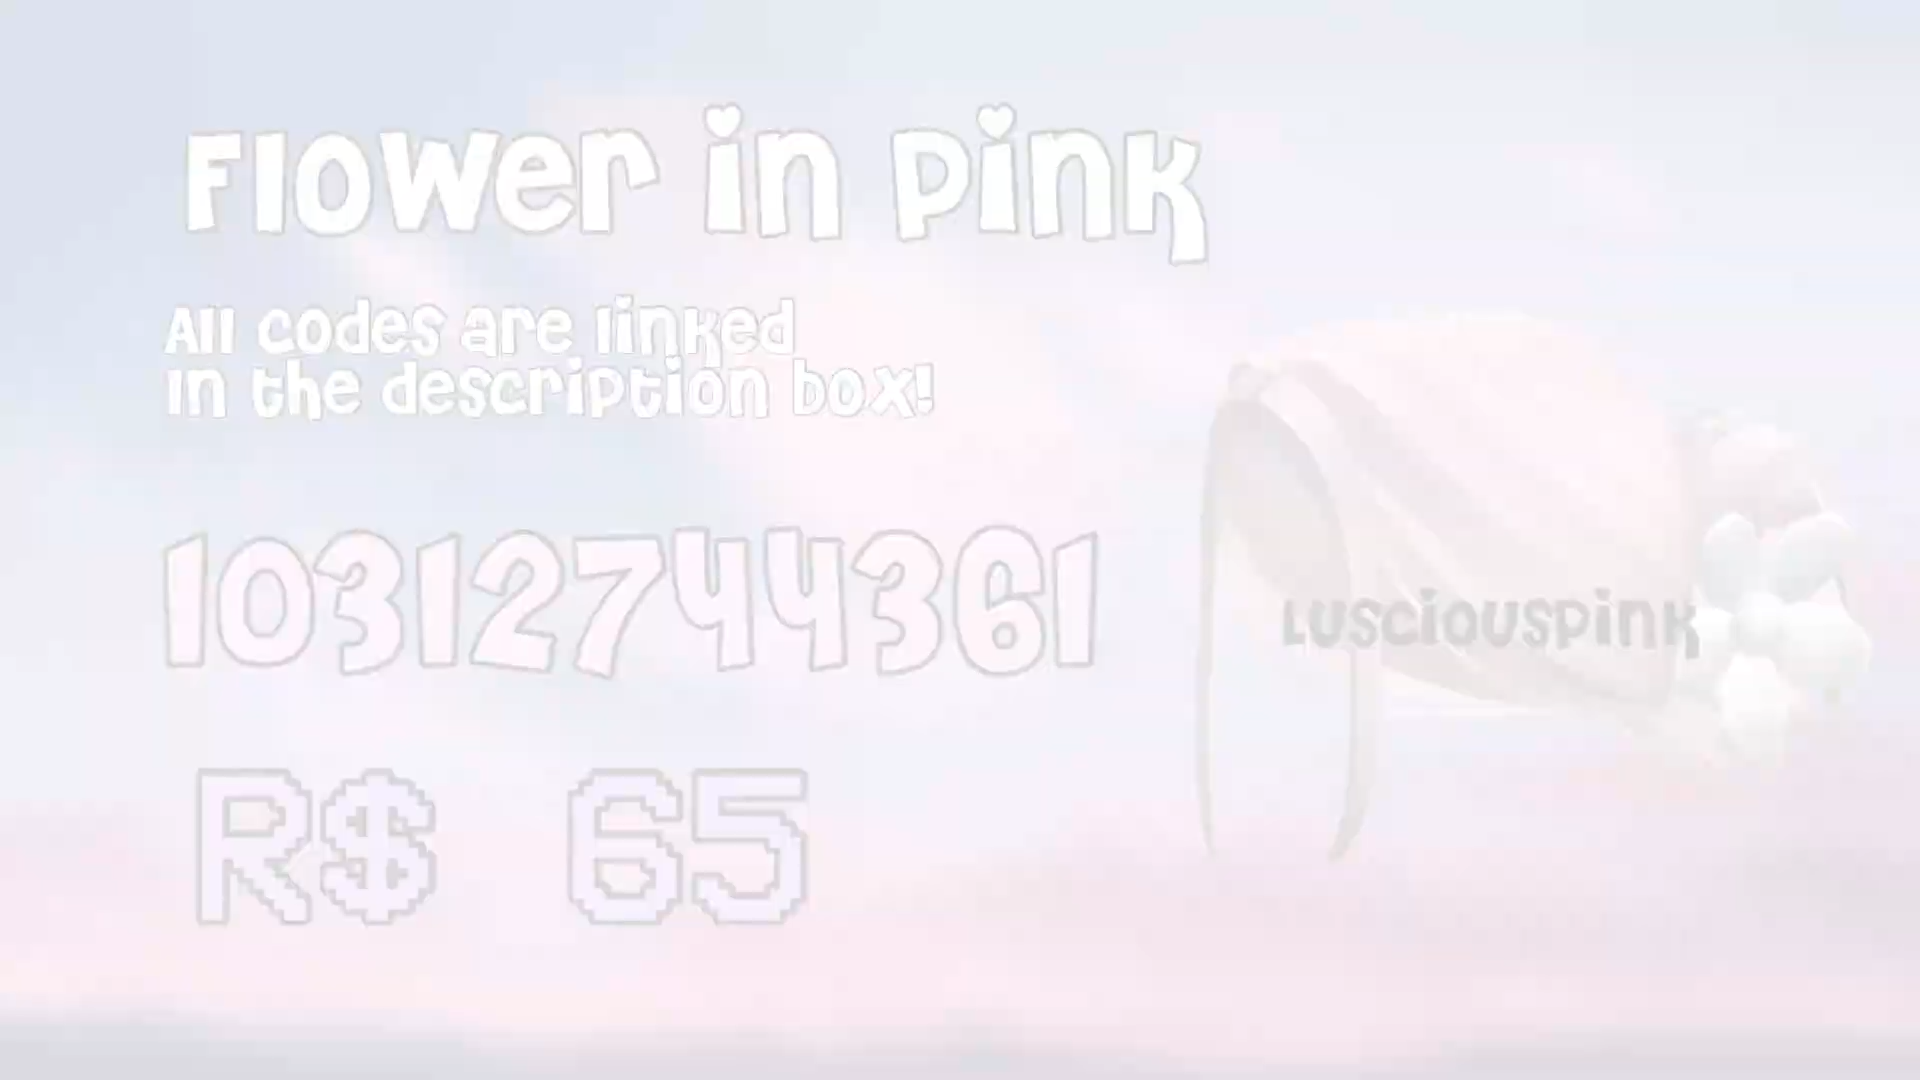 Flower in pink
All codes are linked
in the description box!
10312744361
LUSCiOUSPINK
R$ 65